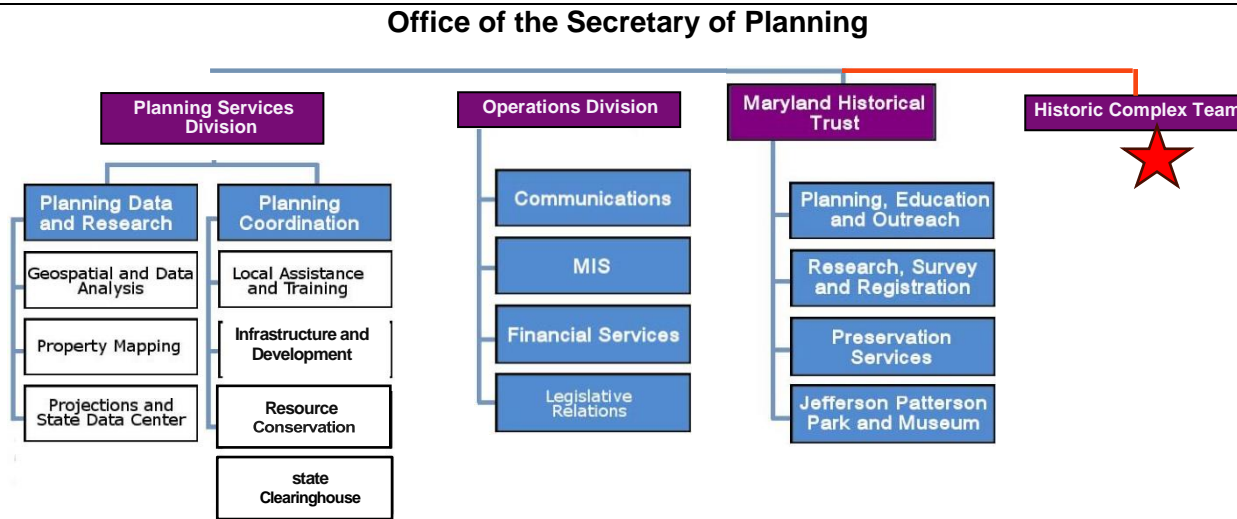 Office of the Secretary of Planning
Planning Services
Division
Operations Division
Maryland Historical
Trust
Historic Complex Team
Planning Data
and Research
Geospatial and Data
Analysis
Property Mapping
Projections and
State Data Center
Planning
Coordination
Local Assistance
and Training
Infrastructure and
Development
Resource
Conservation
state
Clearinghouse
Communications
MIS
Financial Services
Legislative
Relations
Planning, Education
and Outreach
Research, Survey
and Registration
Preservation
Services
Jefferson Patterson
Park and Museum